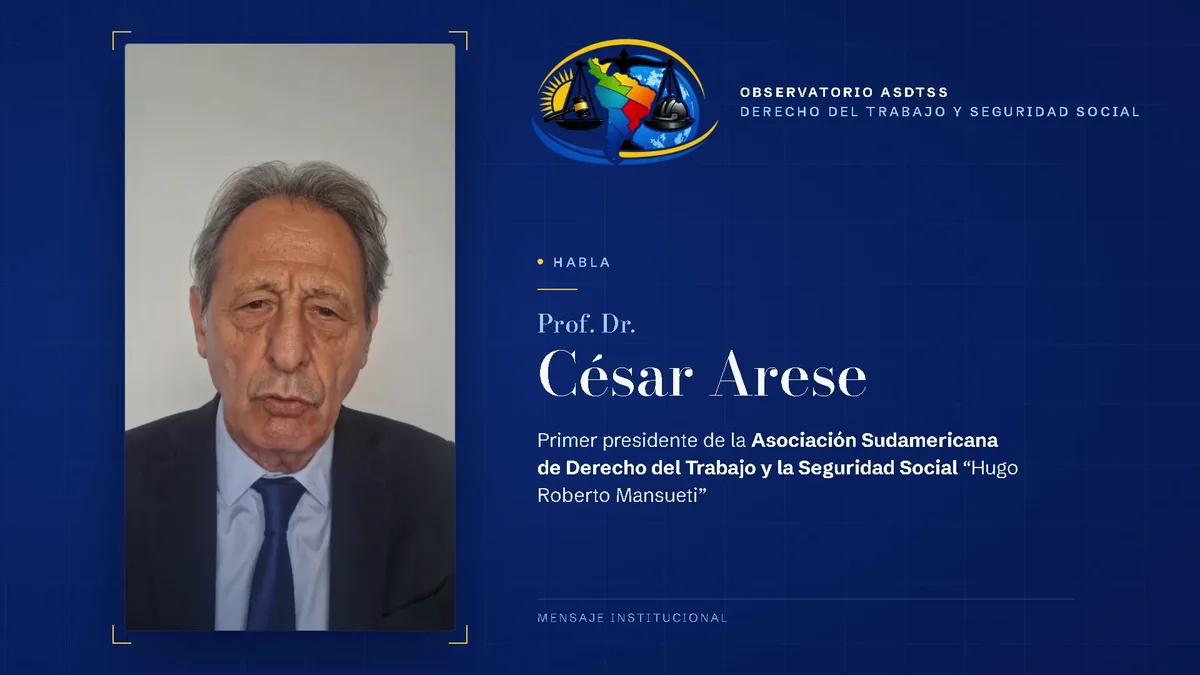 OBSERVATORIO ASDTSS
DERECHO DEL TRABAJO Y SEGURIDAD SOCIAL
HABLA
Prof. Dr.
César Arese
Primer presidente de la Asociación Sudamericana
de Derecho del Trabajo y la Seguridad Social “Hugo
Roberto Mansueti”
MENSAJE INSTITUCIONAL